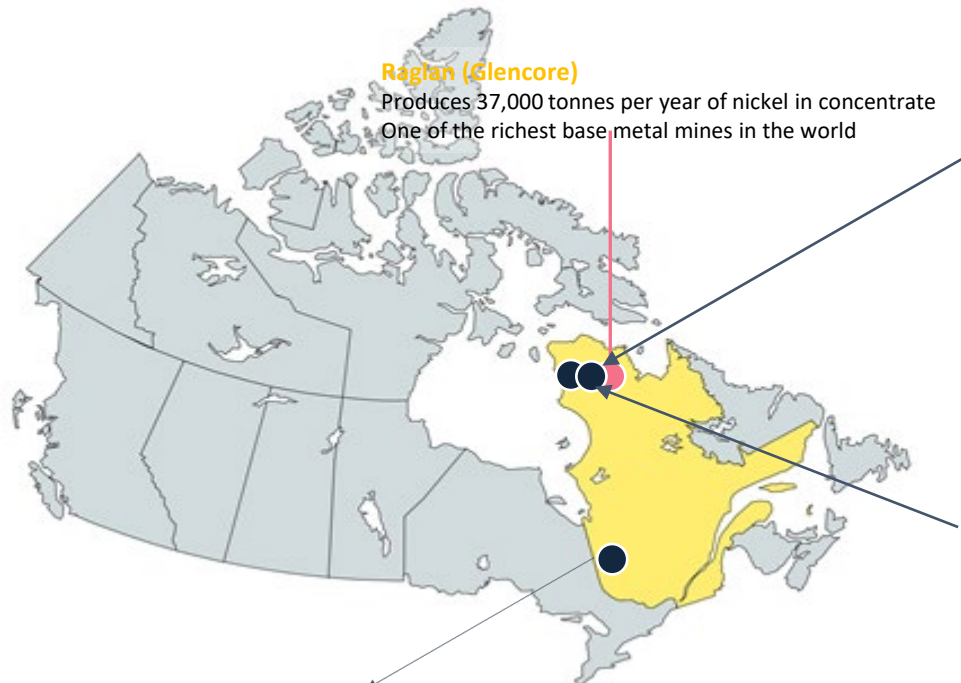 Raglan (Glencore)
Produces 37,000 tonnes per year of nickel in concentrate
One of the richest base metal mines in the world